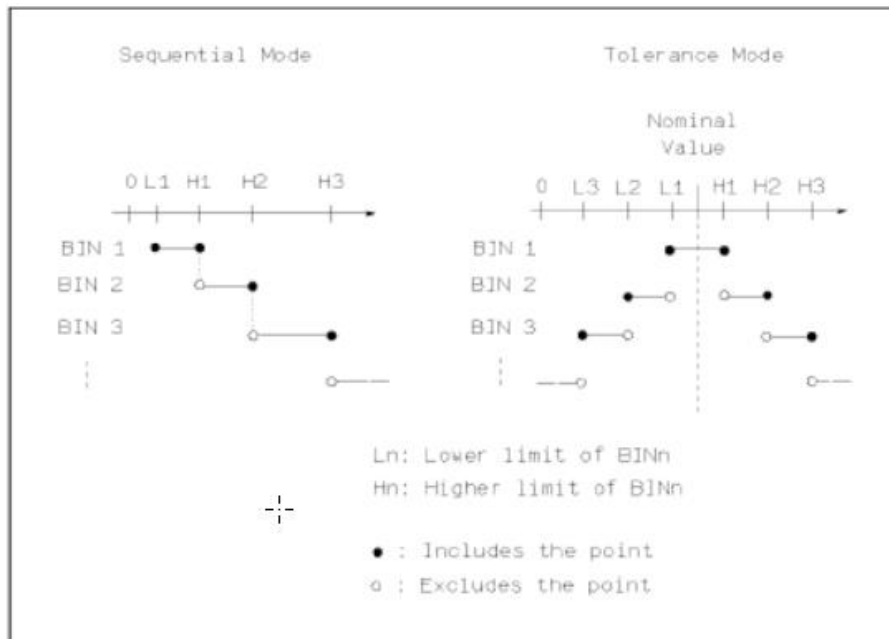 Sequential Mode
Tolerance Mode
Nominal
Value
0 L1 H1 H2 H3
0 L3 L2 L1 H1 H2 H3
BIN 1
BIN 2
BIN 3
BIN 1
BIN 2
BIN 3
Ln: Lower limit of BINn
Hn: Higher limit of BINn
● : Includes the point
○ : Excludes the point